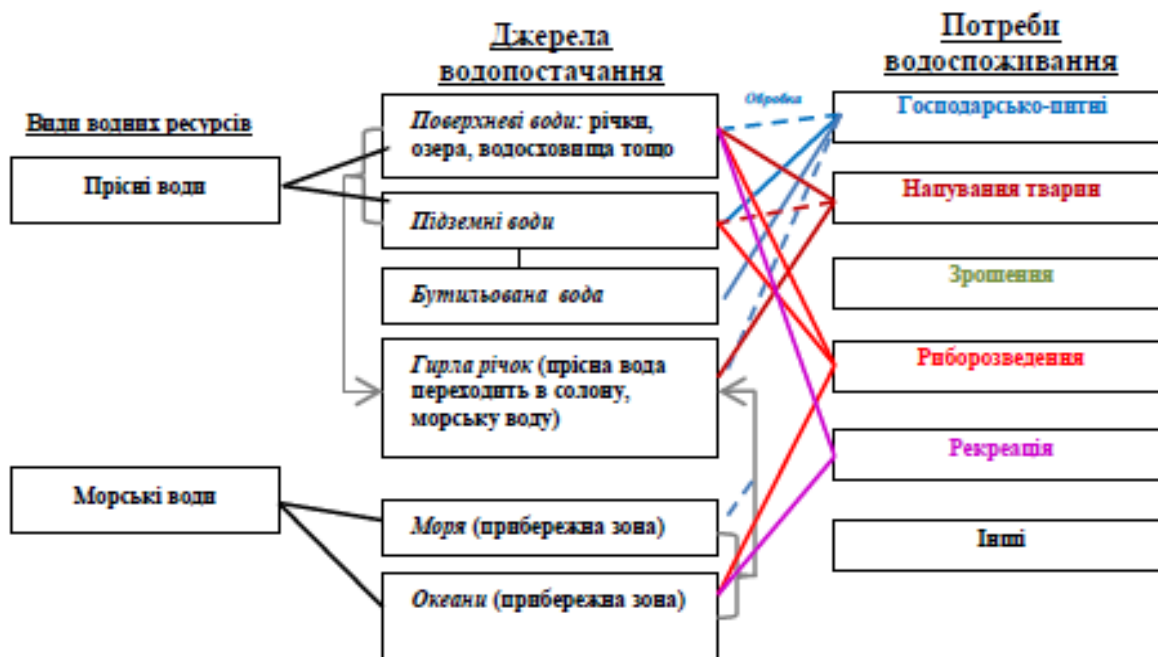 Джерела
водопостачання
Потреби
водоспоживання
Види водних ресурсів
Прісні води
Морські води
Поверхневі води: річки,
озера, водосховища тощо
Підземні води
Бутильована вода
Гирла річок (прісна вода
переходить в солону,
морську воду)
Моря (прибережна зона)
Океани (прибережна зона)
Обробка
Господарсько-питні
Напування тварин
Зрошення
Риборозведення
Рекреація
Інші